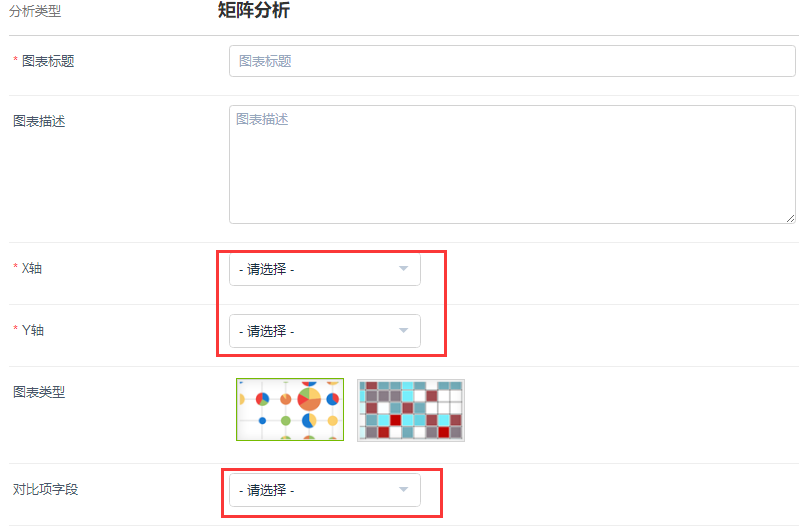 分析类型 矩阵分析
* 图表标题 图表标题
图表描述 图表描述
* X轴 - 请选择 -
* Y轴 - 请选择 -
图表类型
对比项字段 - 请选择 -